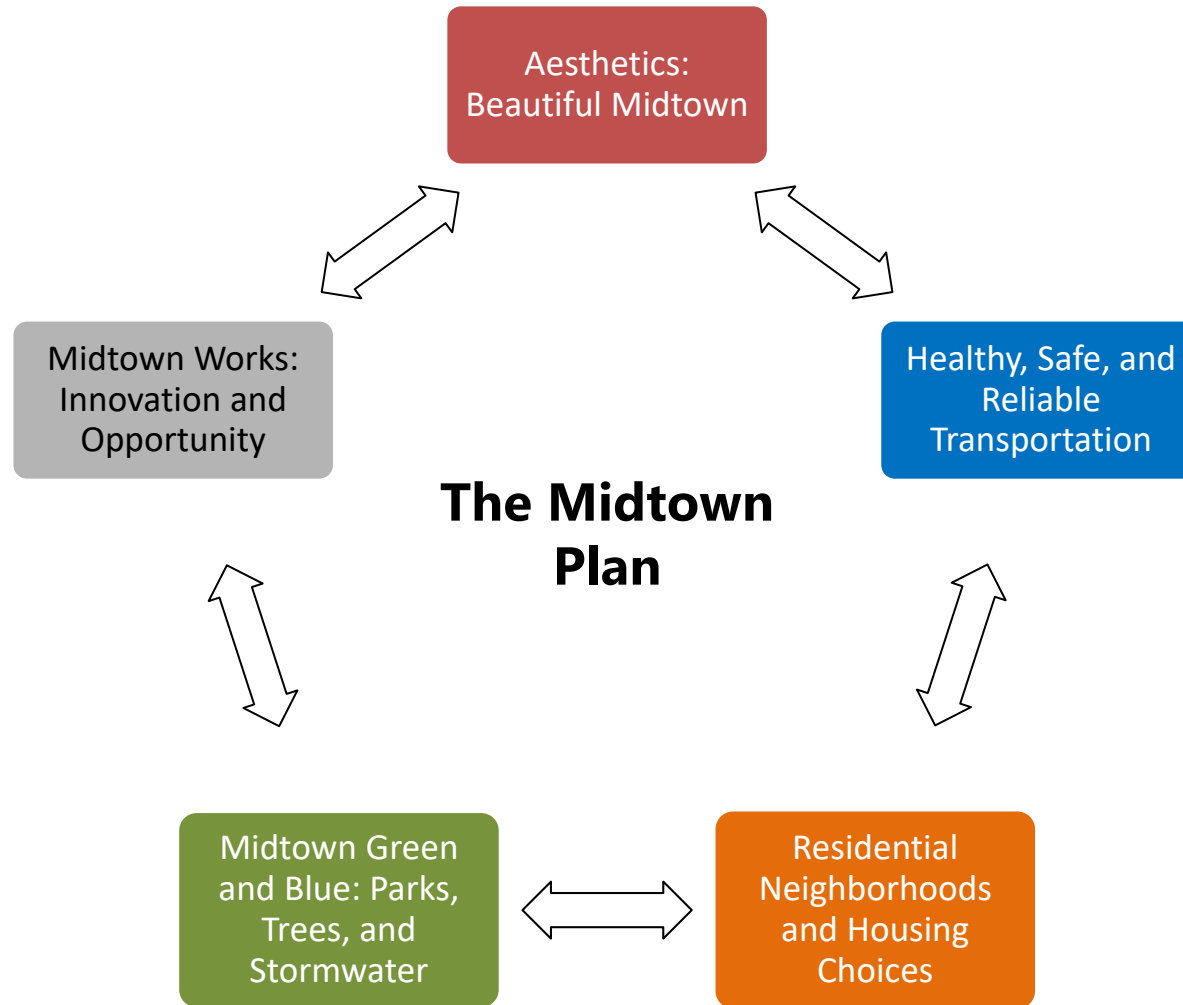 Aesthetics:
Beautiful Midtown
Midtown Works:
Innovation and
Opportunity
Healthy, Safe, and
Reliable
Transportation
The Midtown
Plan
Midtown Green
and Blue: Parks,
Trees, and
Stormwater
Residential
Neighborhoods
and Housing
Choices